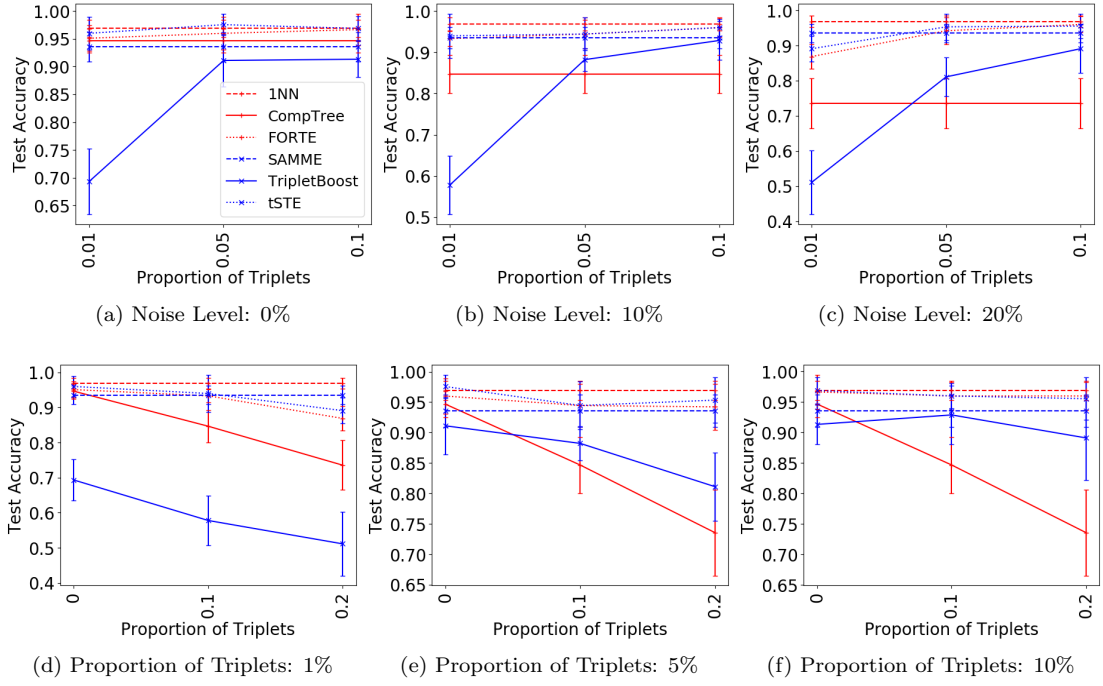 1.00
0.95
0.90
0.85
0.80
0.75
0.70
0.65
Test Accuracy
1NN
CompTree
FORTE
SAMME
TripletBoost
tSTE
0.01
0.05
0.1
Proportion of Triplets
(a) Noise Level: 0%
1.0
0.9
0.8
0.7
0.6
0.5
Test Accuracy
0.01
0.05
0.1
Proportion of Triplets
(b) Noise Level: 10%
1.0
0.9
0.8
0.7
0.6
0.5
0.4
Test Accuracy
0.01
0.05
0.1
Proportion of Triplets
(c) Noise Level: 20%
1.0
0.9
0.8
0.7
0.6
0.5
0.4
Test Accuracy
0
0.1
0.2
Proportion of Triplets
(d) Proportion of Triplets: 1%
1.00
0.95
0.90
0.85
0.80
0.75
0.70
0.65
Test Accuracy
0
0.1
0.2
Proportion of Triplets
(e) Proportion of Triplets: 5%
1.00
0.95
0.90
0.85
0.80
0.75
0.70
0.65
Test Accuracy
0
0.1
0.2
Proportion of Triplets
(f) Proportion of Triplets: 10%